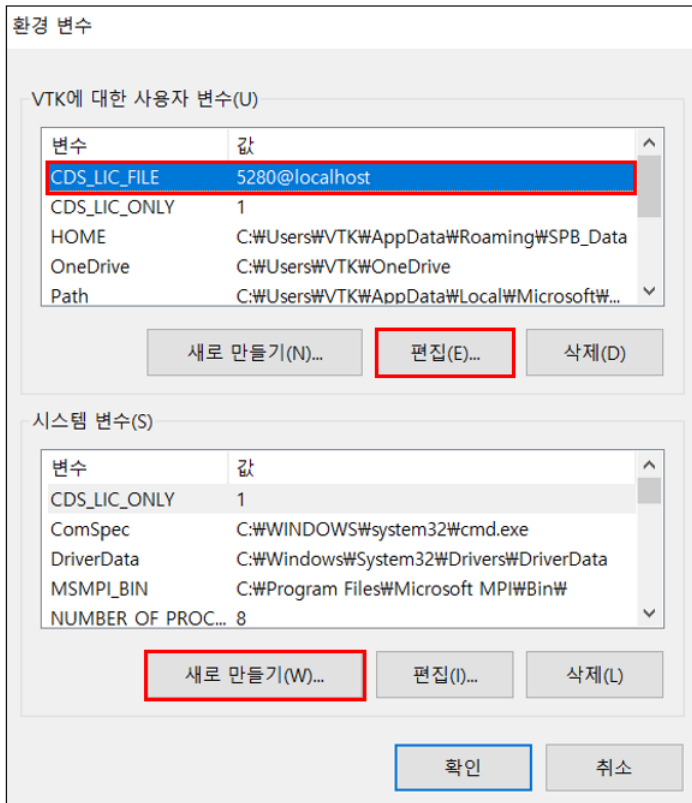 환경 변수
VTK에 대한 사용자 변수(U)
변수 값
CDS_LIC_FILE 5280@localhost
CDS_LIC_ONLY 1
HOME C:₩Users₩VTK₩AppData₩Roaming₩SPB_Data
OneDrive C:₩Users₩VTK₩OneDrive
Path C:₩Users₩VTK₩AppData₩Local₩Microsoft₩...
새로 만들기(N)... 편집(E)... 삭제(D)
시스템 변수(S)
변수 값
CDS_LIC_ONLY 1
ComSpec C:₩WINDOWS₩system32₩cmd.exe
DriverData C:₩Windows₩System32₩Drivers₩DriverData
MSMPI_BIN C:₩Program Files₩Microsoft MPI₩Bin₩
NUMBER OF PROC... 8
새로 만들기(W)... 편집(I)... 삭제(L)
확인 취소